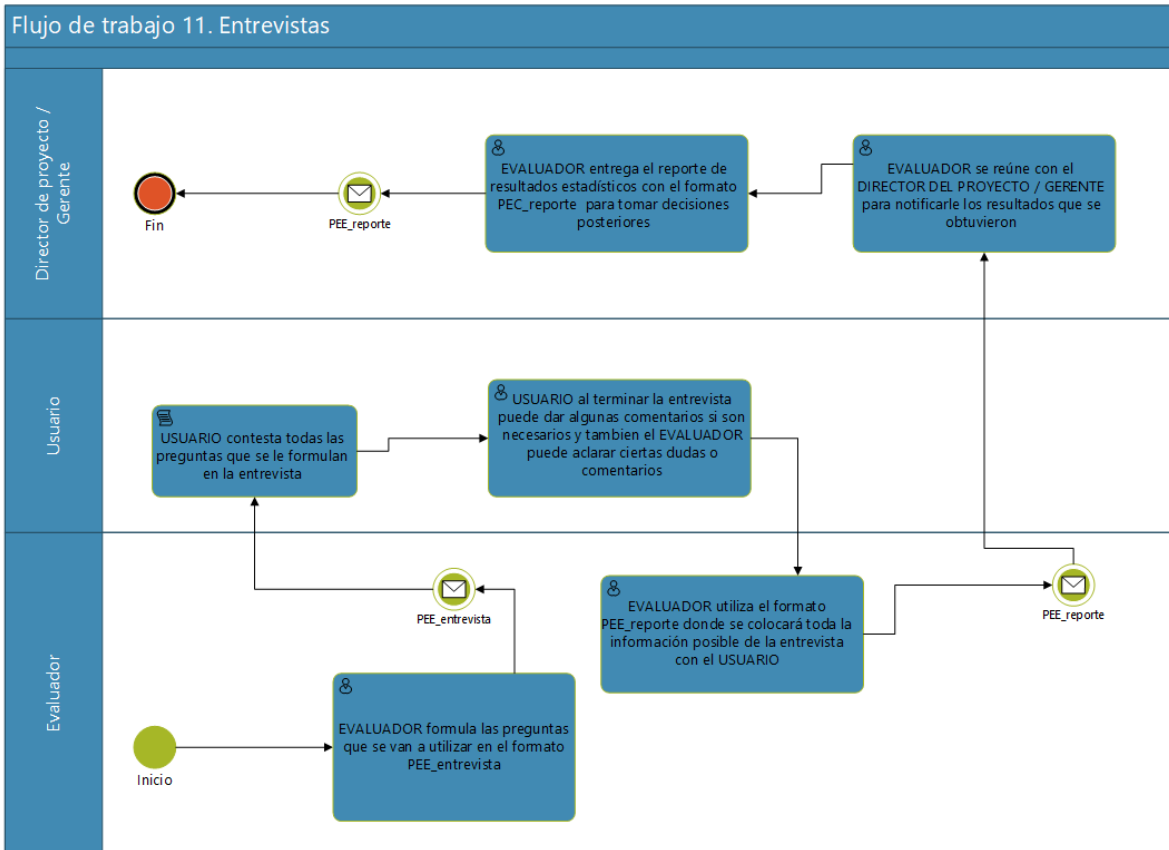 Flujo de trabajo 11. Entrevistas
Director de proyecto /
Gerente
EVALUADOR entrega el reporte de
resultados estadísticos con el formato
PEC_reporte para tomar decisiones
posteriores
EVALUADOR se reúne con el
DIRECTOR DEL PROYECTO / GERENTE
para notificarle los resultados que se
obtuvieron
Fin
PEE_reporte
Usuario
USUARIO contesta todas las
preguntas que se le formulan
en la entrevista
USUARIO al terminar la entrevista
puede dar algunas comentarios si son
necesarios y tambien el EVALUADOR
puede aclarar ciertas dudas o
comentarios
Evaluador
PEE_entrevista
EVALUADOR utiliza el formato
PEE_reporte donde se colocará toda la
información posible de la entrevista
con el USUARIO
PEE_reporte
Inicio
EVALUADOR formula las preguntas
que se van a utilizar en el formato
PEE_entrevista